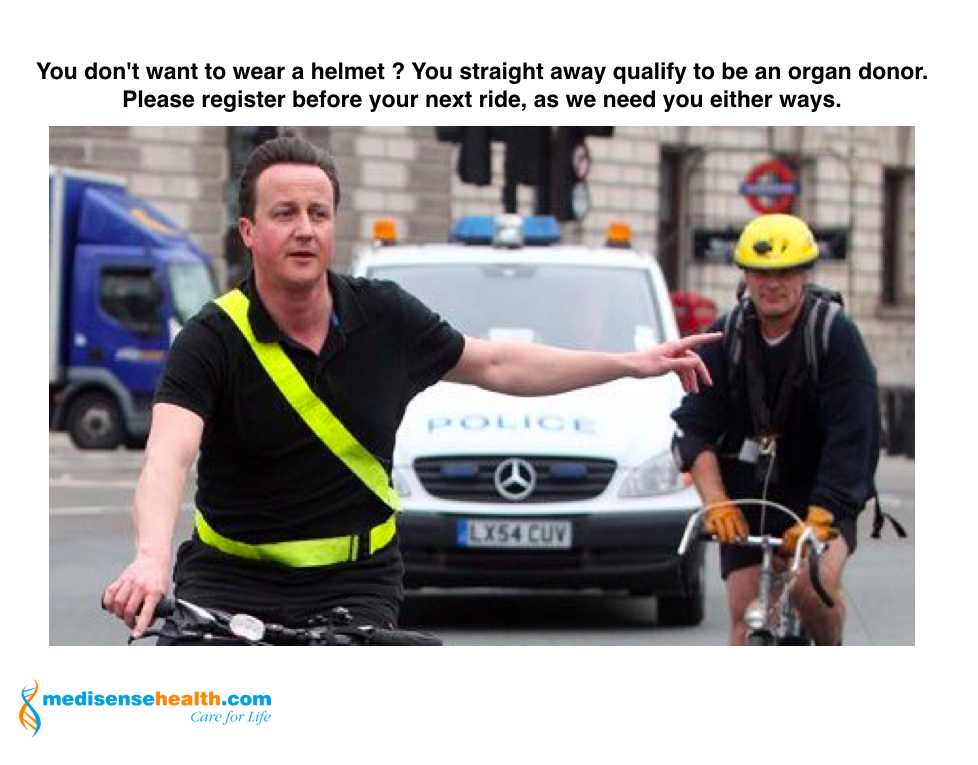 You don't want to wear a helmet ? You straight away qualify to be an organ donor.
Please register before your next ride, as we need you either ways.
POLICE
LX54 CUV
medisensehealth.com
Care for Life